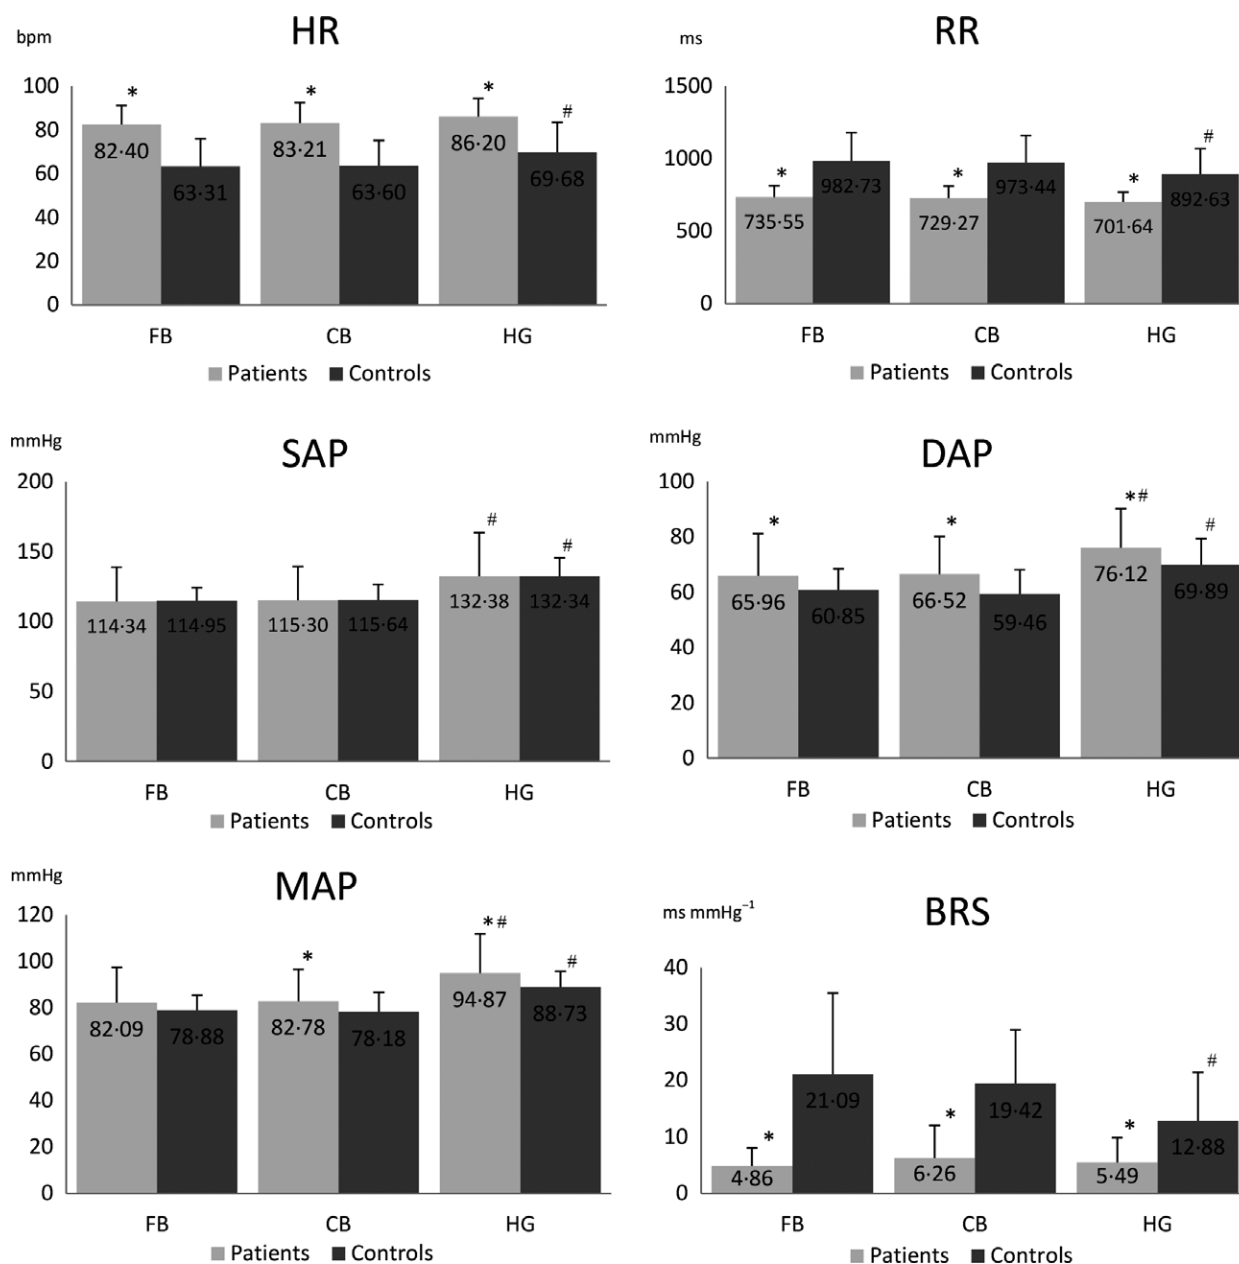 HR
bpm
100
80
60
40
20
0
* * * #
82·40 63·31 83·21 63·60 86·20 69·68
FB CB HG
Patients Controls
RR
ms
1500
1000
500
0
* * * #
735·55 982·73 729·27 973·44 701·64 892·63
FB CB HG
Patients Controls
SAP
mmHg
200
150
100
50
0
# #
114·34 114·95 115·30 115·64 132·38 132·34
FB CB HG
Patients Controls
DAP
mmHg
100
80
60
40
20
0
* * *# #
65·96 60·85 66·52 59·46 76·12 69·89
FB CB HG
Patients Controls
MAP
mmHg
120
100
80
60
40
20
0
* *# #
82·09 78·88 82·78 78·18 94·87 88·73
FB CB HG
Patients Controls
BRS
ms mmHg⁻¹
40
30
20
10
0
* * * #
4·86 21·09 6·26 19·42 5·49 12·88
FB CB HG
Patients Controls